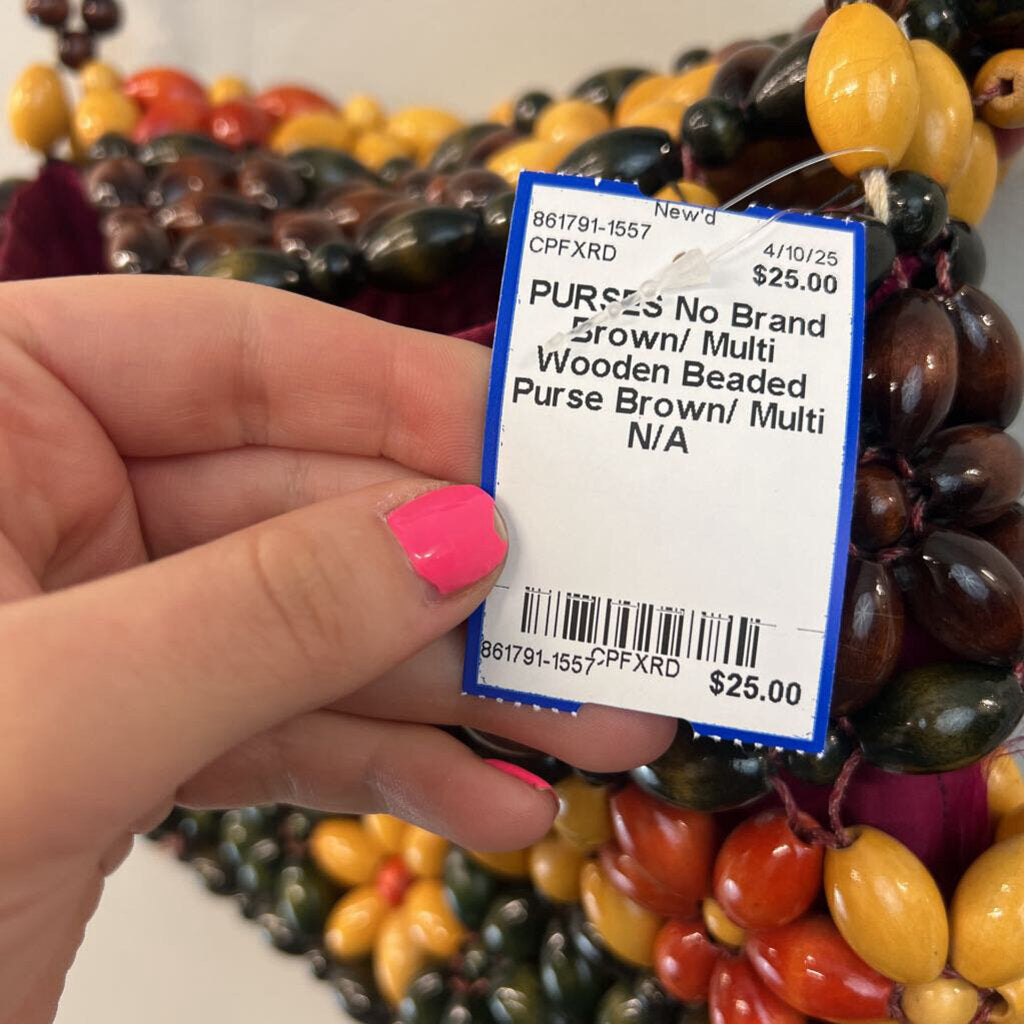 New'd
861791-1557
CPFXRD
4/10/25
$25.00
PURSES No Brand
Brown/ Multi
Wooden Beaded
Purse Brown/ Multi
N/A
861791-1557
CPFXRD
$25.00